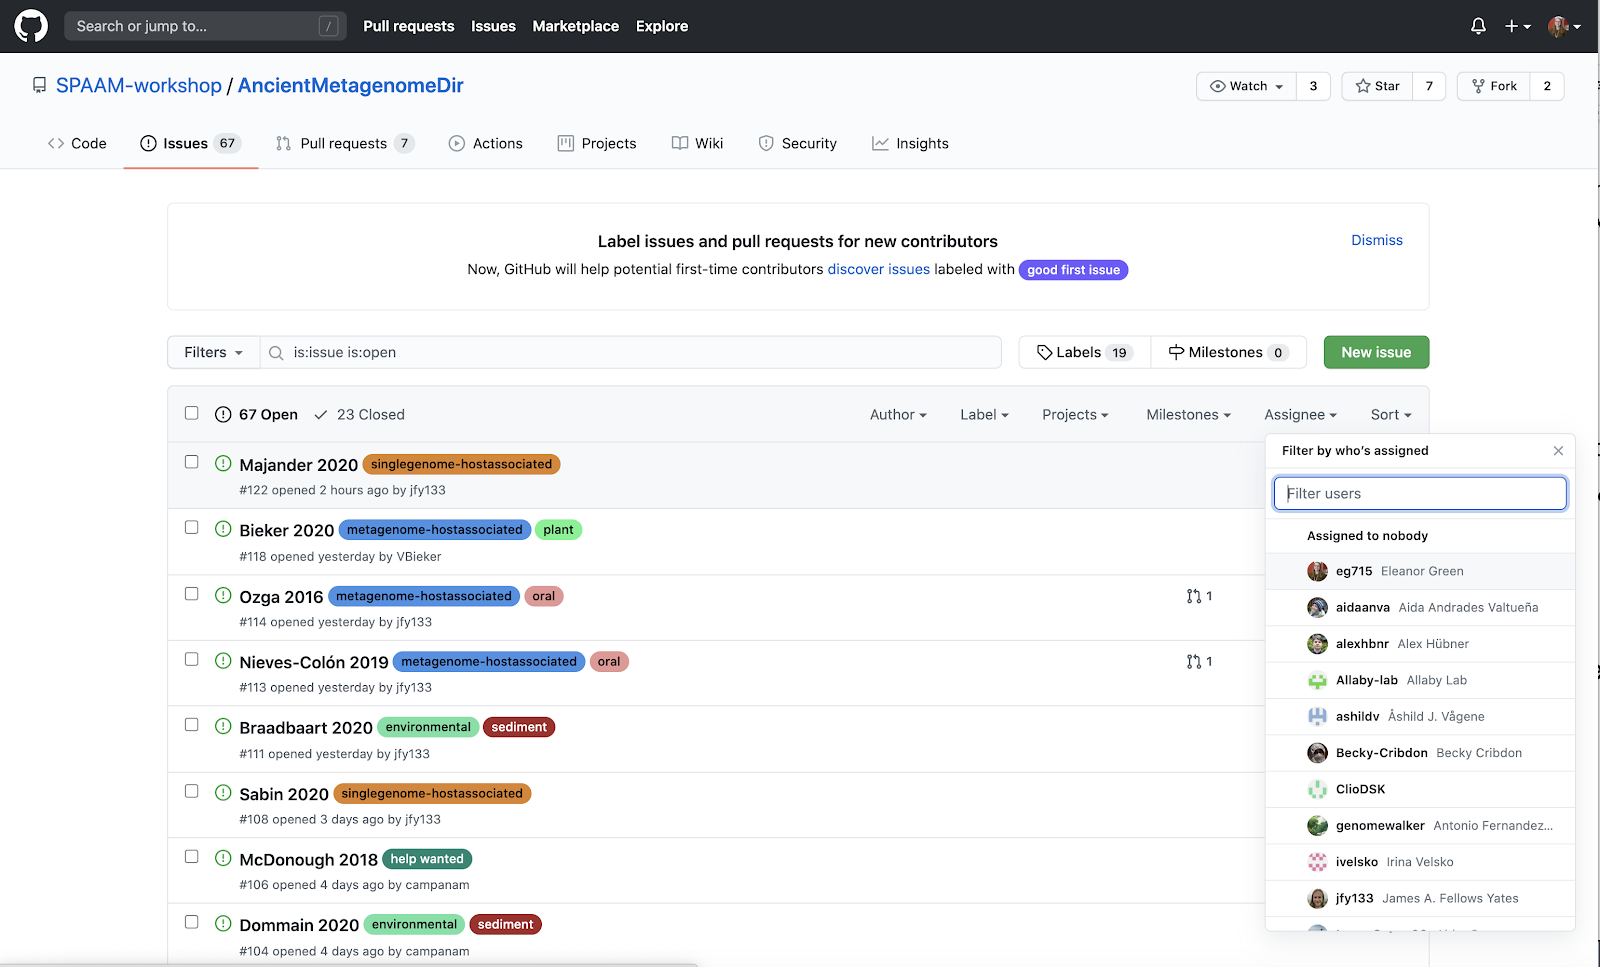 Search or jump to... / Pull requests Issues Marketplace Explore
SPAAM-workshop / AncientMetagenomeDir Watch 3 Star 7 Fork 2
Code Issues 67 Pull requests 7 Actions Projects Wiki Security Insights
Label issues and pull requests for new contributors Dismiss
Now, GitHub will help potential first-time contributors discover issues labeled with good first issue
Filters is:issue is:open Labels 19 Milestones 0 New issue
67 Open 23 Closed Author Label Projects Milestones Assignee Sort
Majander 2020 singlegenome-hostassociated
#122 opened 2 hours ago by jfy133
Bieker 2020 metagenome-hostassociated plant
#118 opened yesterday by VBieker
Ozga 2016 metagenome-hostassociated oral 1
#114 opened yesterday by jfy133
Nieves-Colón 2019 metagenome-hostassociated oral 1
#113 opened yesterday by jfy133
Braadbaart 2020 environmental sediment
#111 opened yesterday by jfy133
Sabin 2020 singlegenome-hostassociated
#108 opened 3 days ago by jfy133
McDonough 2018 help wanted
#106 opened 4 days ago by campanam
Dommain 2020 environmental sediment
#104 opened 4 days ago by campanam
Filter by who's assigned
Filter users
Assigned to nobody
eg715 Eleanor Green
aidaanva Aida Andrades Valtueña
alexhbnr Alex Hübner
Allaby-lab Allaby Lab
ashildv Åshild J. Vågene
Becky-Cribdon Becky Cribdon
ClioDSK
genomewalker Antonio Fernandez...
ivelsko Irina Velsko
jfy133 James A. Fellows Yates